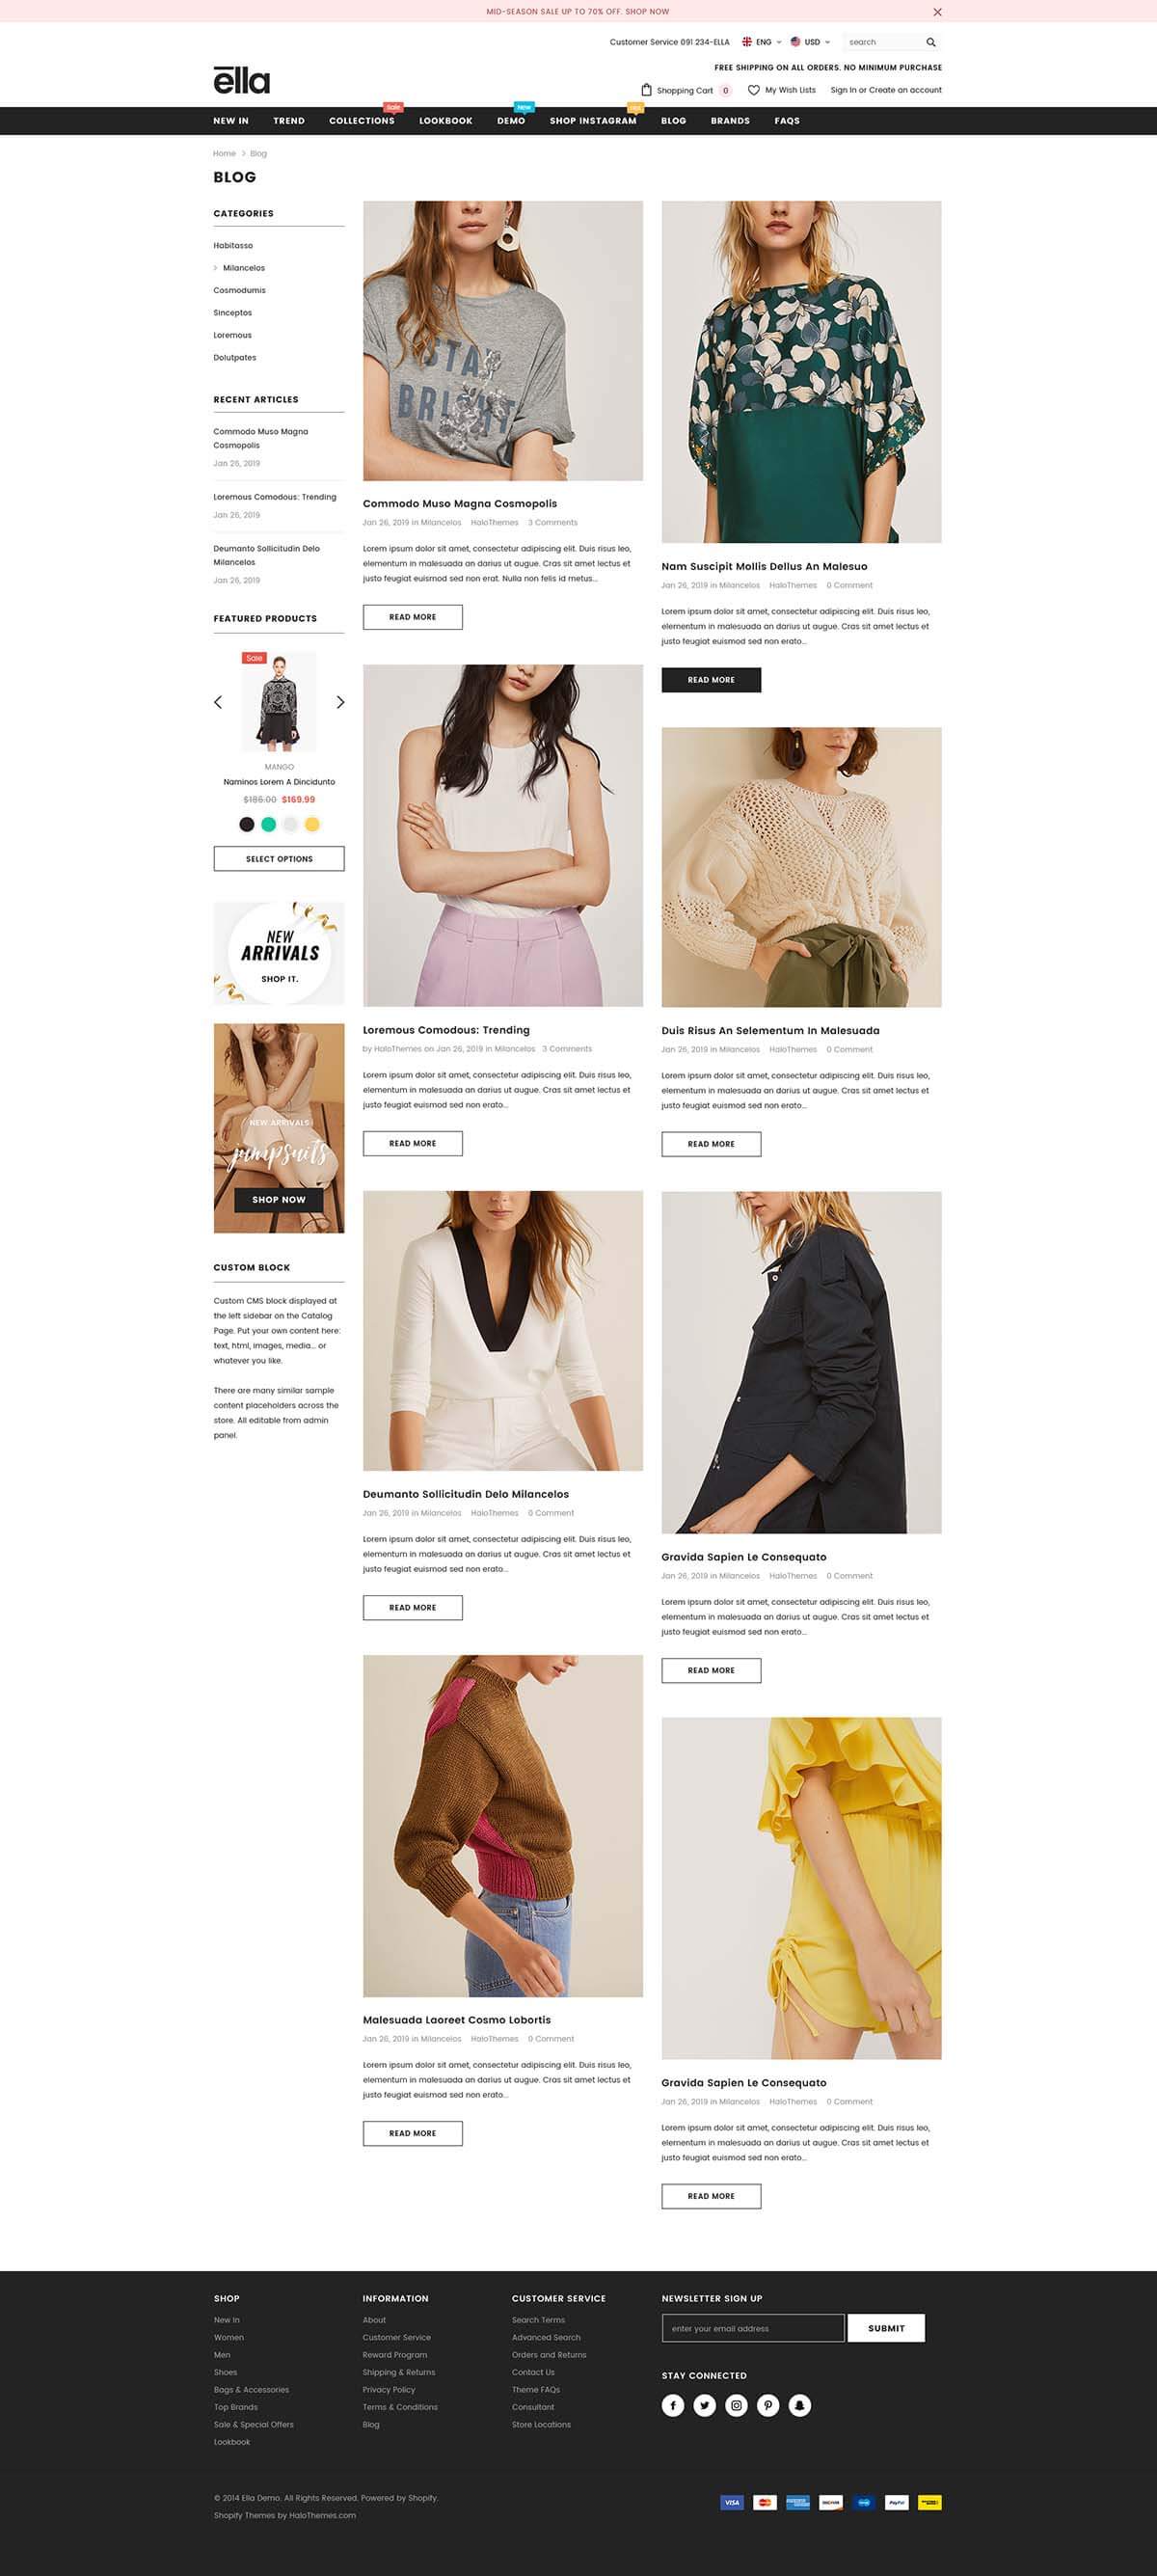 MID-SEASON SALE UP TO 70% OFF. SHOP NOW
Customer Service 091 234-ELLA ENG USD search
FREE SHIPPING ON ALL ORDERS. NO MINIMUM PURCHASE
ella
Shopping Cart 0 My Wish Lists Sign In or Create an account
Sale New
NEW IN TREND COLLECTIONS LOOKBOOK DEMO SHOP INSTAGRAM BLOG BRANDS FAQS
Home > Blog
BLOG
CATEGORIES
Habitasso
Milancelos
Cosmodumis
Sinceptos
Loremous
Dolutpates
RECENT ARTICLES
Commodo Muso Magna
Cosmopolis
Jan 26, 2019
Loremous Comodous: Trending
Jan 26, 2019
Deumanto Sollicitudin Delo
Milancelos
Jan 26, 2019
FEATURED PRODUCTS
Sale
MANGO
Naminos Lorem A Dincidunto
$186.00 $169.99
SELECT OPTIONS
NEW
ARRIVALS
SHOP IT.
NEW ARRIVALS
jumpsuits
SHOP NOW
CUSTOM BLOCK
Custom CMS block displayed at
the left sidebar on the Catalog
Page. Put your own content here:
text, html, images, media... or
whatever you like.
There are many similar sample
content placeholders across the
store. All editable from admin
panel.
STA
Commodo Muso Magna Cosmopolis
Jan 26, 2019 in Milancelos HaloThemes 3 Comments
Lorem ipsum dolor sit amet, consectetur adipiscing elit. Duis risus leo,
elementum in malesuada an darius ut augue. Cras sit amet lectus et
justo feugiat euismod sed non erat. Nulla non felis id metus...
READ MORE
Loremous Comodous: Trending
by HaloThemes on Jan 26, 2019 in Milancelos 3 Comments
Lorem ipsum dolor sit amet, consectetur adipiscing elit. Duis risus leo,
elementum in malesuada an darius ut augue. Cras sit amet lectus et
justo feugiat euismod sed non erato...
READ MORE
Deumanto Sollicitudin Delo Milancelos
Jan 26, 2019 in Milancelos HaloThemes 0 Comment
Lorem ipsum dolor sit amet, consectetur adipiscing elit. Duis risus leo,
elementum in malesuada an darius ut augue. Cras sit amet lectus et
justo feugiat euismod sed non erato...
READ MORE
Malesuada Laoreet Cosmo Lobortis
Jan 26, 2019 in Milancelos HaloThemes 0 Comment
Lorem ipsum dolor sit amet, consectetur adipiscing elit. Duis risus leo,
elementum in malesuada an darius ut augue. Cras sit amet lectus et
justo feugiat euismod sed non erato...
READ MORE
Nam Suscipit Mollis Dellus An Malesuo
Jan 26, 2019 in Milancelos HaloThemes 0 Comment
Lorem ipsum dolor sit amet, consectetur adipiscing elit. Duis risus leo,
elementum in malesuada an darius ut augue. Cras sit amet lectus et
justo feugiat euismod sed non erato...
READ MORE
Duis Risus An Selementum In Malesuada
Jan 26, 2019 in Milancelos HaloThemes 0 Comment
Lorem ipsum dolor sit amet, consectetur adipiscing elit. Duis risus leo,
elementum in malesuada an darius ut augue. Cras sit amet lectus et
justo feugiat euismod sed non erato...
READ MORE
Gravida Sapien Le Consequato
Jan 26, 2019 in Milancelos HaloThemes 0 Comment
Lorem ipsum dolor sit amet, consectetur adipiscing elit. Duis risus leo,
elementum in malesuada an darius ut augue. Cras sit amet lectus et
justo feugiat euismod sed non erato...
READ MORE
Gravida Sapien Le Consequato
Jan 26, 2019 in Milancelos HaloThemes 0 Comment
Lorem ipsum dolor sit amet, consectetur adipiscing elit. Duis risus leo,
elementum in malesuada an darius ut augue. Cras sit amet lectus et
justo feugiat euismod sed non erato...
READ MORE
SHOP
New In
Women
Men
Shoes
Bags & Accessories
Top Brands
Sale & Special Offers
Lookbook
INFORMATION
About
Customer Service
Reward Program
Shipping & Returns
Privacy Policy
Terms & Conditions
Blog
CUSTOMER SERVICE
Search Terms
Advanced Search
Orders and Returns
Contact Us
Theme FAQs
Consultant
Store Locations
NEWSLETTER SIGN UP
enter your email address SUBMIT
STAY CONNECTED
© 2014 Ella Demo. All Rights Reserved. Powered by Shopify.
Shopify Themes by HaloThemes.com
VISA PayPal